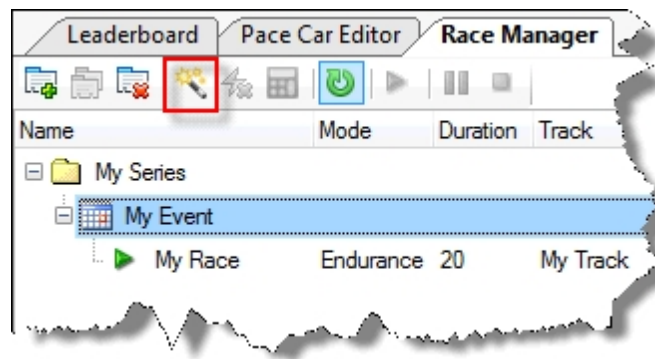 Leaderboard Pace Car Editor Race Manager
Name Mode Duration Track
My Series
My Event
My Race Endurance 20 My Track